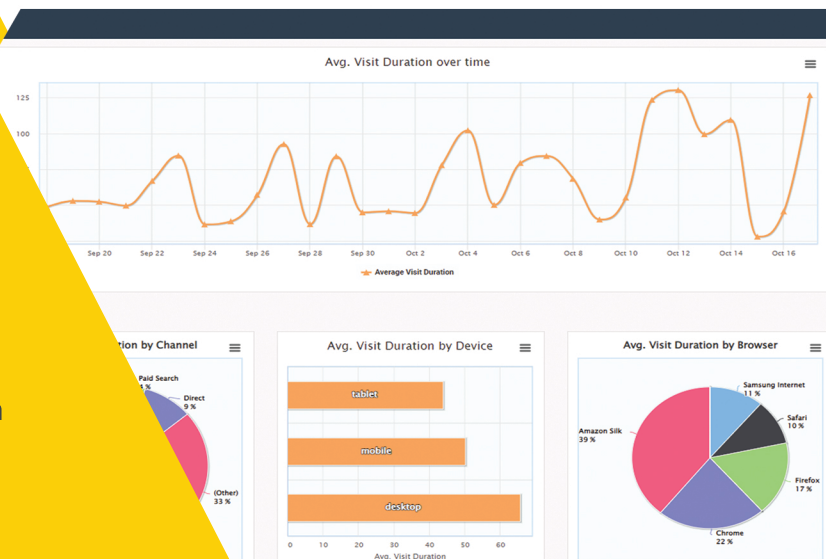 Avg. Visit Duration over time
125
100
Sep 20 Sep 22 Sep 24 Sep 26 Sep 28 Sep 30 Oct 2 Oct 4 Oct 6 Oct 8 Oct 10 Oct 12 Oct 14 Oct 16
Average Visit Duration
by Channel
Paid Search
%
Direct
9 %
(Other)
33 %
Avg. Visit Duration by Device
tablet
mobile
desktop
0 10 20 30 40 50 60
Avg. Visit Duration
Avg. Visit Duration by Browser
Samsung Internet
11 %
Safari
10 %
Amazon Silk
39 %
Firefox
17 %
Chrome
22 %